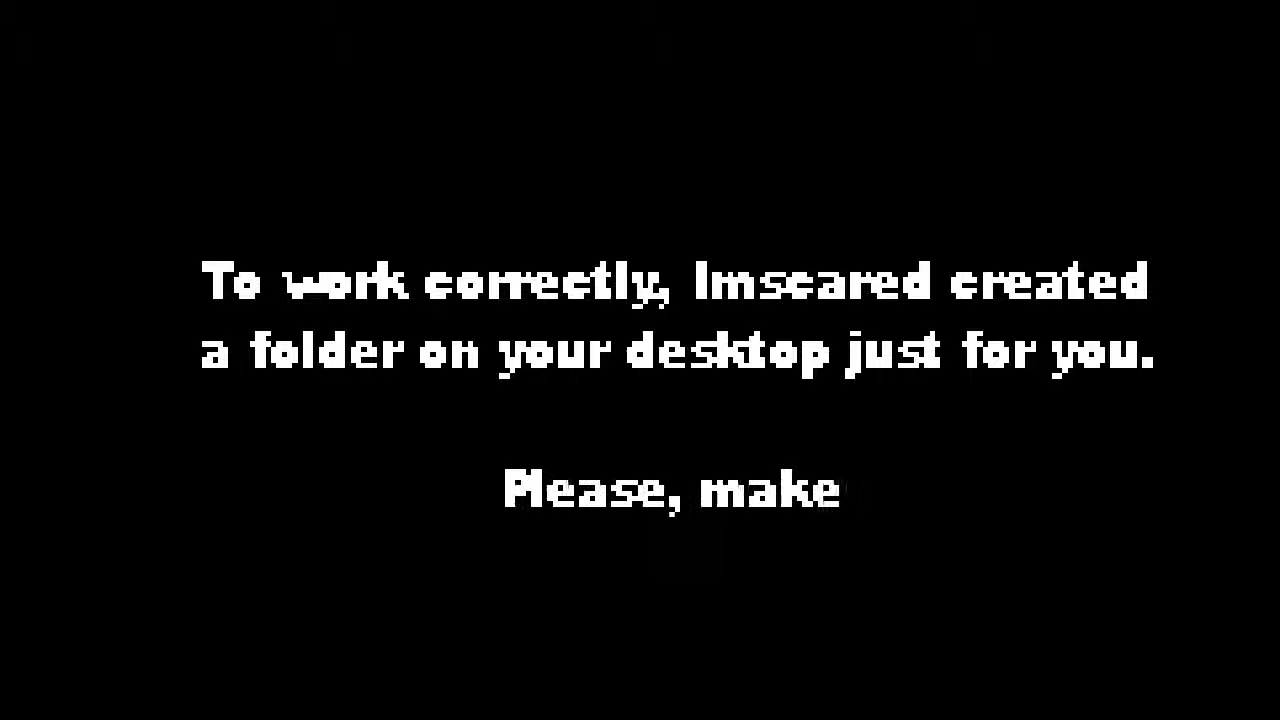 To work correctly, Imscared created
a folder on your desktop just for you.
Please, make